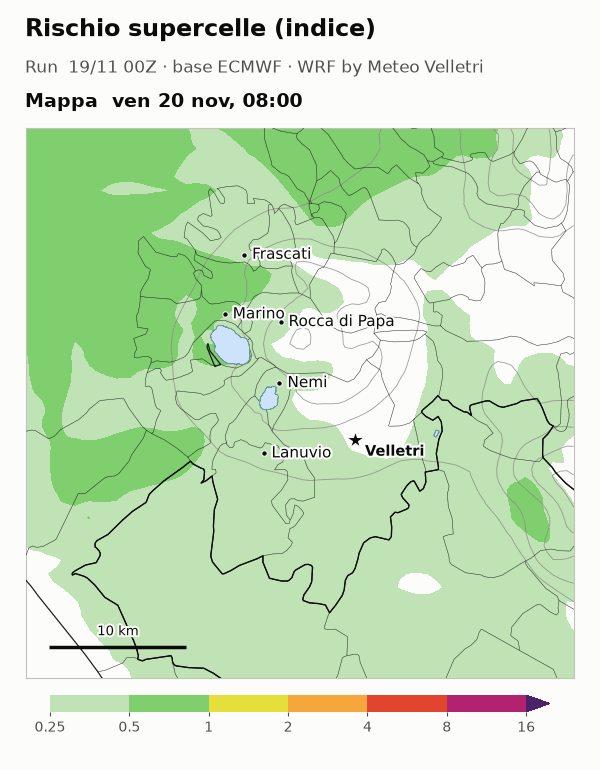 Rischio supercelle (indice)
Run  19/11 00Z · base ECMWF · WRF by Meteo Velletri
Mappa  ven 20 nov, 08:00
Frascati
Marino
Rocca di Papa
Nemi
Velletri
Lanuvio
10 km
0.25 0.5 1 2 4 8 16